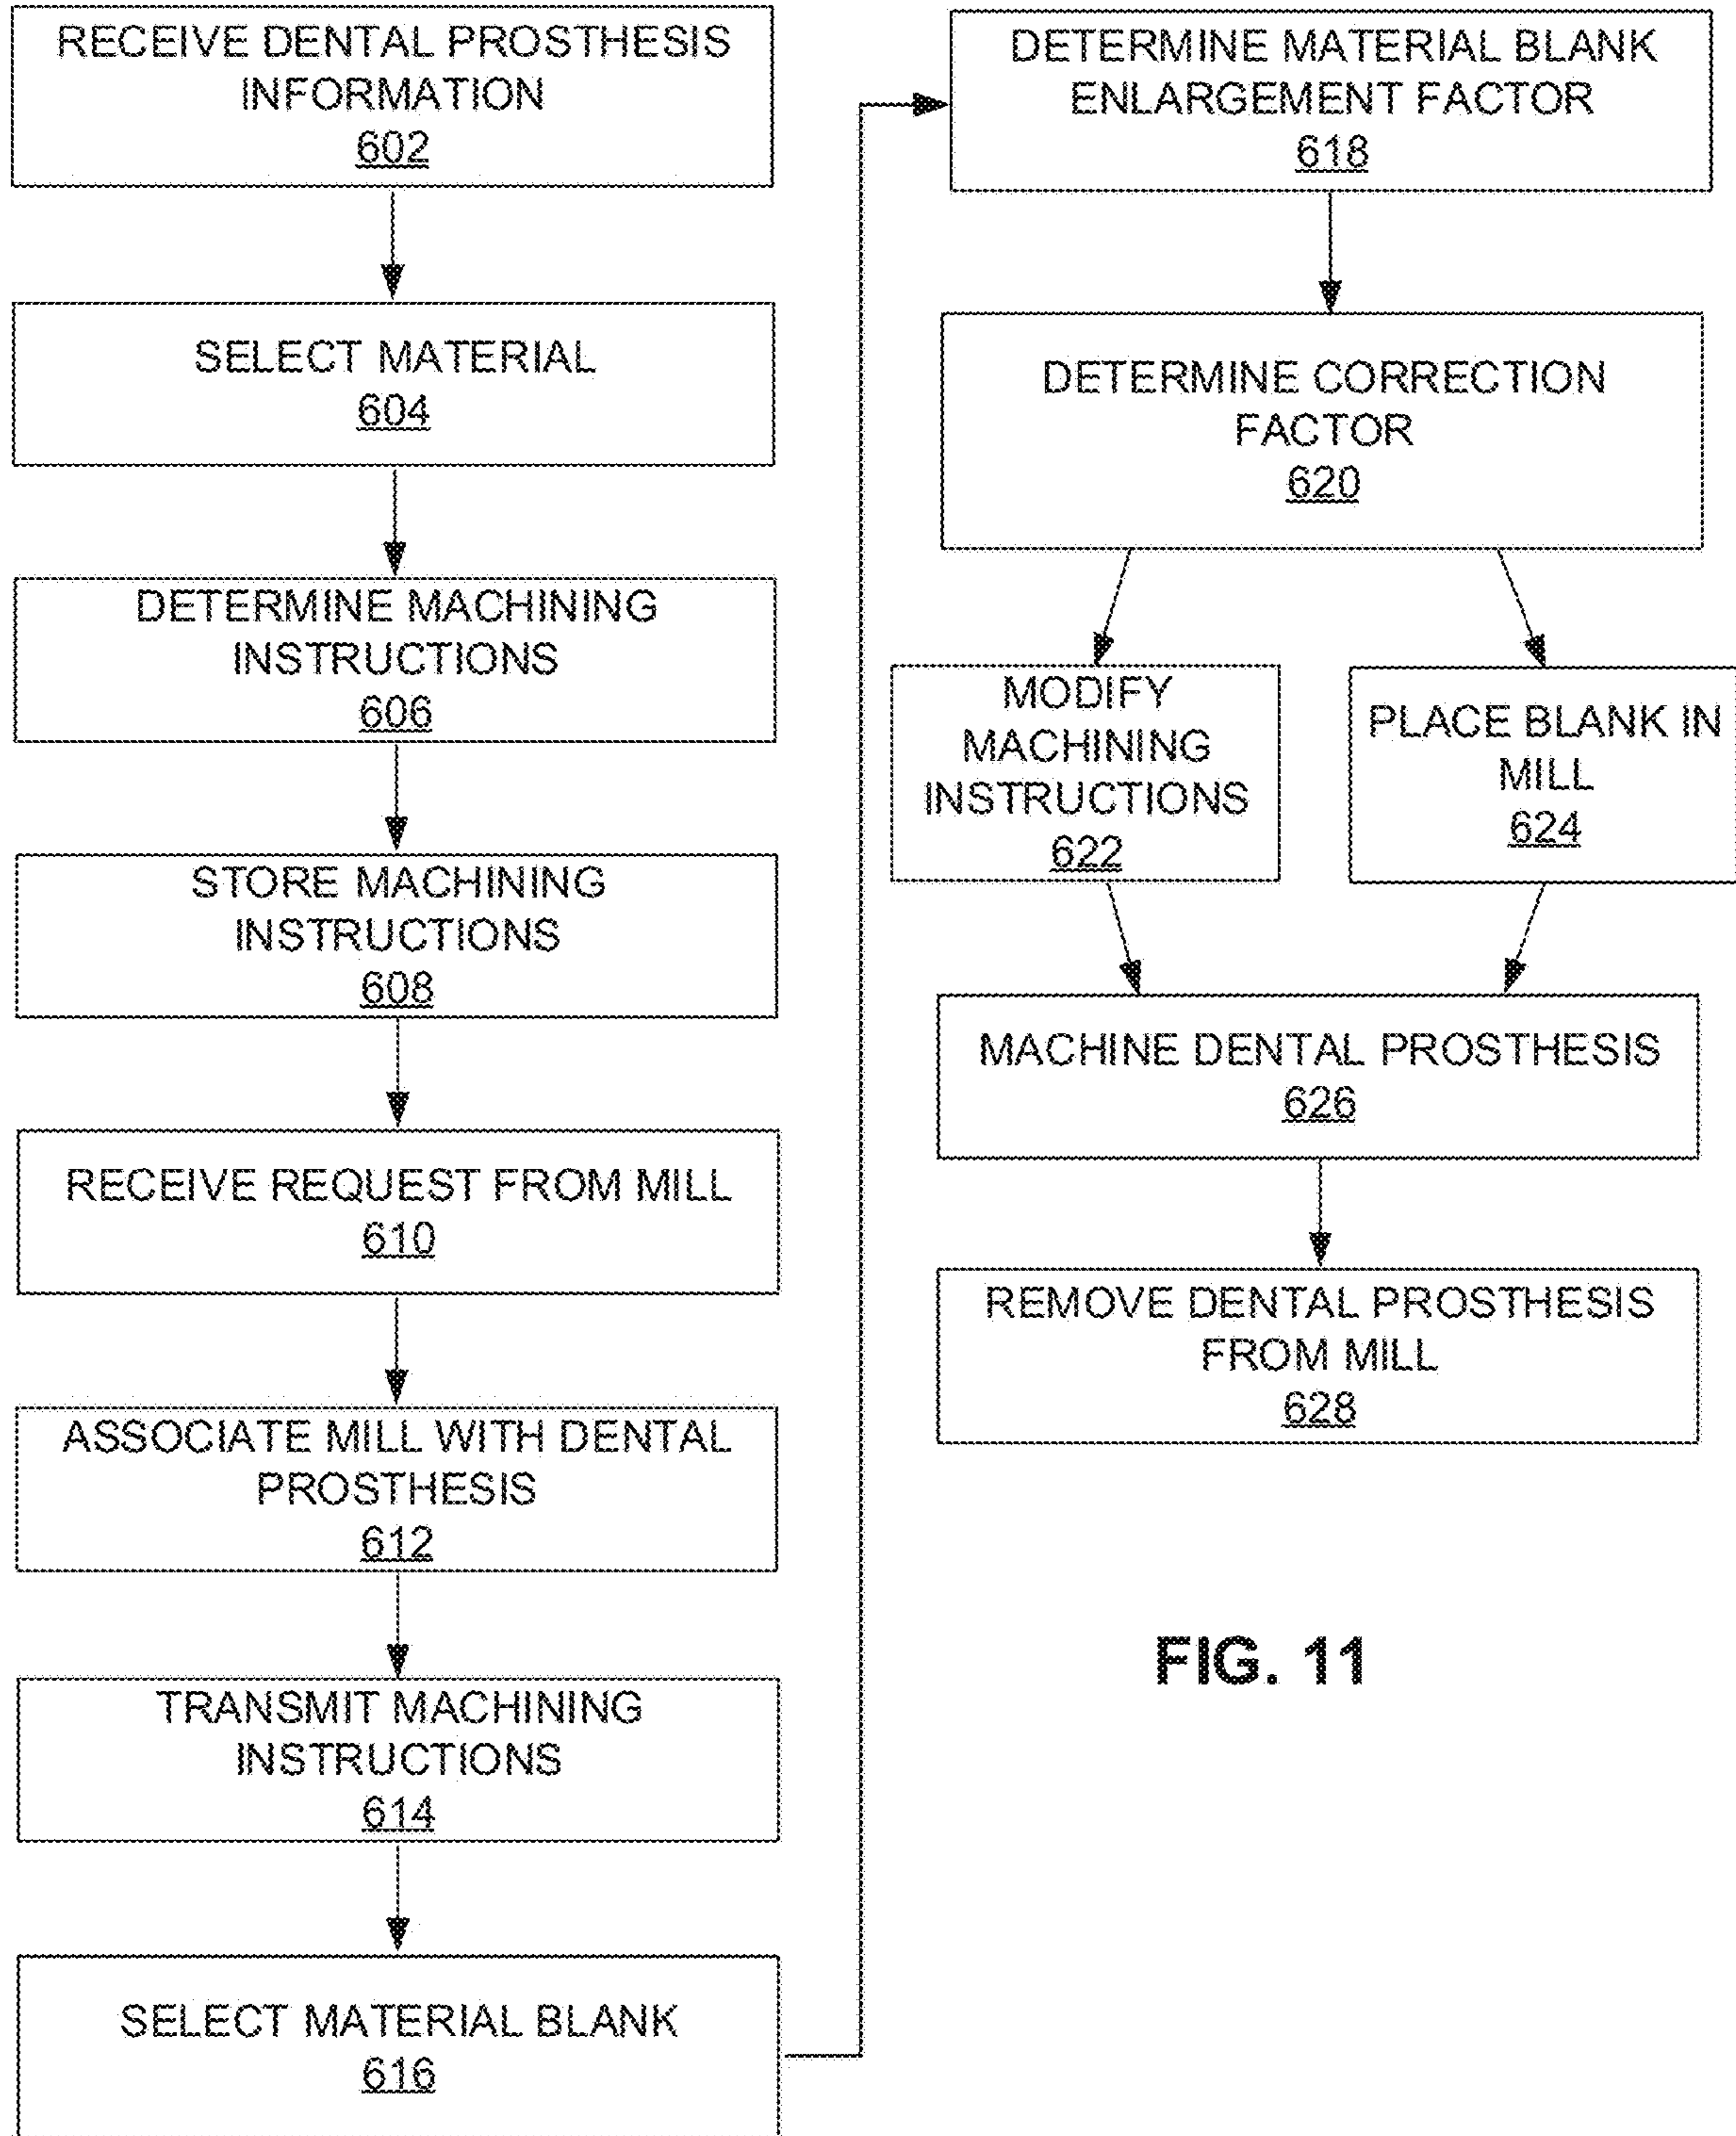 RECEIVE DENTAL PROSTHESIS
INFORMATION
602
SELECT MATERIAL
604
DETERMINE MACHINING
INSTRUCTIONS
606
STORE MACHINING
INSTRUCTIONS
608
RECEIVE REQUEST FROM MILL
610
ASSOCIATE MILL WITH DENTAL
PROSTHESIS
612
TRANSMIT MACHINING
INSTRUCTIONS
614
SELECT MATERIAL BLANK
616
DETERMINE MATERIAL BLANK
ENLARGEMENT FACTOR
618
DETERMINE CORRECTION
FACTOR
620
MODIFY
MACHINING
INSTRUCTIONS
622
PLACE BLANK IN
MILL
624
MACHINE DENTAL PROSTHESIS
626
REMOVE DENTAL PROSTHESIS
FROM MILL
628
FIG. 11